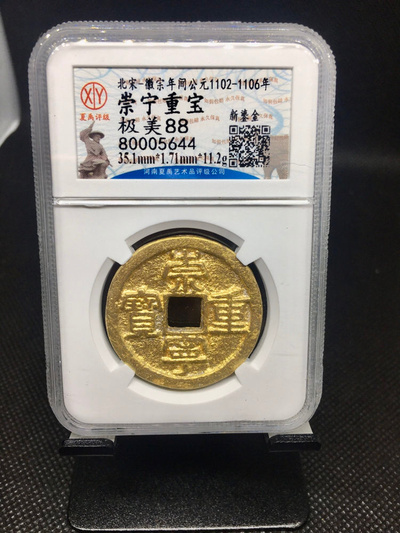 北宋-徽宗年间公元1102-1106年
崇宁重宝
新鎏金
极美88
80005644
35.1mm*1.71mm*11.2g
XY
夏禹评级
河南夏禹艺术品评级公司
崇
寶 重
寧